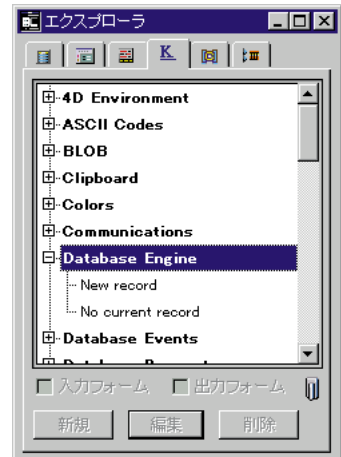 エクスプローラ
K
4D Environment
ASCII Codes
BLOB
Clipboard
Colors
Communications
Database Engine
New record
No current record
Database Events
入力フォーム 出力フォーム
新規 編集 削除